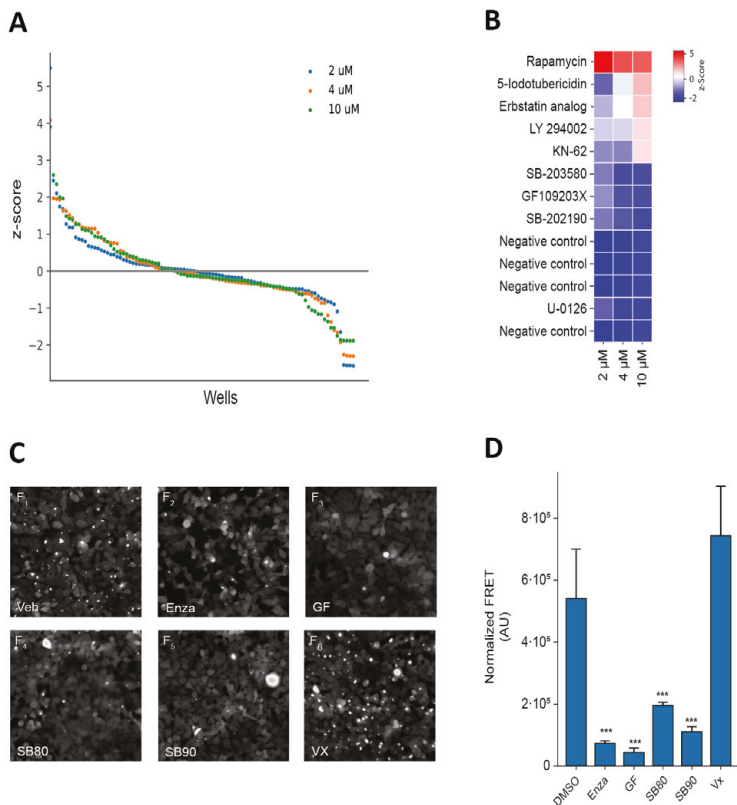 A
5
4
3
2
1
0
−1
−2
z-score
Wells
2 uM
4 uM
10 uM
B
Rapamycin
5-Iodotubericidin
Erbstatin analog
LY 294002
KN-62
SB-203580
GF109203X
SB-202190
Negative control
Negative control
Negative control
U-0126
Negative control
2 µM
4 µM
10 µM
5
0
-2
z-Score
C
F1
Veh
F2
Enza
F3
GF
F4
SB80
F5
SB90
F6
VX
D
Normalized FRET
(AU)
8·10⁵
6·10⁵
4·10⁵
2·10⁵
0
***
***
***
***
DMSO
Enza
GF
SB80
SB90
Vx